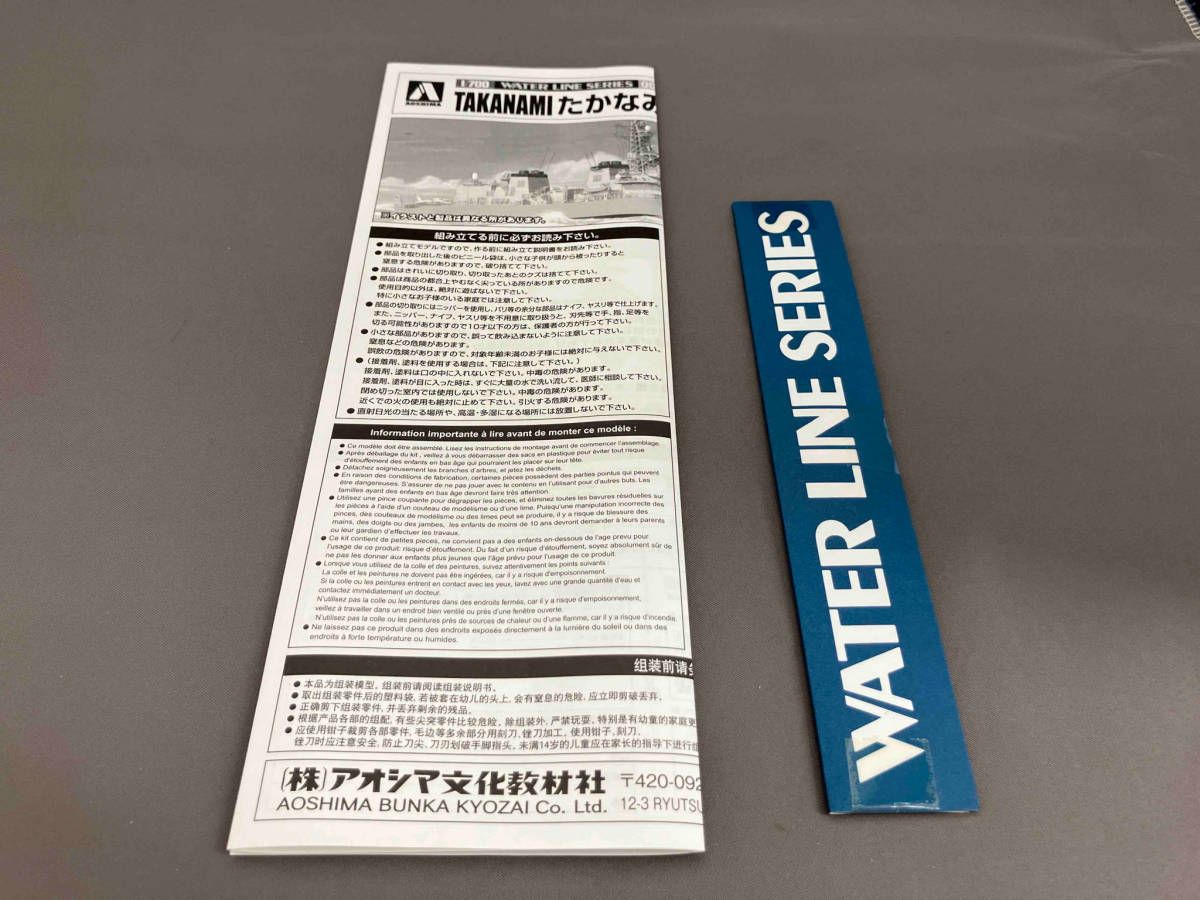 AOSHIMA
1:700 WATER LINE SERIES
TAKANAMI たかなみ
※イラストと製品は異なる所があります。
組み立てる前に必ずお読み下さい。
●組み立てモデルですので、作る前に組み立て説明書をお読み下さい。
●部品を取り出した後のビニール袋は、小さな子供が頭から被ったりすると
窒息する危険がありますので、破り捨てて下さい。
●部品はきれいに切り取り、切り取ったあとのクズは捨てて下さい。
●部品は商品の都合上やむなく尖っている所がありますので危険です。
使用目的以外は、絶対に遊ばないで下さい。
特に小さなお子様のいる家庭では注意して下さい。
●部品の切り取りにはニッパーを使用し、バリ等の余分な部品はナイフ、ヤスリ等で仕上げます。
また、ニッパー、ナイフ、ヤスリ等を不用意に取り扱うと、刃先等で手、指、足等を
切る可能性がありますので10才以下の方は、保護者の方が行って下さい。
●小さな部品がありますので、誤って飲み込まないように注意して下さい。
窒息などの危険があります。
誤飲の危険がありますので、対象年齢未満のお子様には絶対に与えないで下さい。
●(接着剤、塗料を使用する場合は、下記に注意して下さい。)
接着剤、塗料は口の中に入れないで下さい。中毒の危険があります。
接着剤、塗料が目に入った時は、すぐに大量の水で洗い流して、医師に相談して下さい。
閉め切った室内では使用しないで下さい。中毒の危険があります。
近くでの火の使用も絶対に止めて下さい。引火する危険があります。
●直射日光の当たる場所や、高温・多湿になる場所には放置しないで下さい。
Information importante à lire avant de monter ce modèle :
● Ce modèle doit être assemblé. Lisez les instructions de montage avant de commencer l'assemblage.
● Après déballage du kit , veillez à vous débarrasser des sacs en plastique pour éviter tout risque
d'étouffement des enfants en bas âge qui pourraient les placer sur leur tête.
● Détachez soigneusement les branches d'arbres, et jetez les déchets.
● En raison des conditions de fabrication, certaines pièces possèdent des parties pointus qui peuvent
être dangereuses. S'assurer de ne pas jouer avec le contenu en l'utilisant pour d'autres buts. Les
familles ayant des enfants en bas âge devront faire très attention.
● Utilisez une pince coupante pour dégrapper les pièces, et éliminez toutes les bavures résiduelles sur
les pièces à l'aide d'un couteau de modélisme ou d'une lime. Puisqu'une manipulation incorrecte des
pinces, des couteaux de modélisme ou des limes peut se produire, il y a risque de blessure des
mains, des doigts ou des jambes, les enfants de moins de 10 ans devront demander à leurs parents
ou leur gardien d'effectuer les travaux.
● Ce kit contient de petites pieces, ne convient pas a des enfants en-dessous de l'age prevu pour
l'usage de ce produit: risque d'étouffement. Du fait d'un risque d'étouffement, soyez absolument sûr de
ne pas les donner aux enfants plus jeunes que l'âge prévu pour l'usage de ce produit.
● Lorsque vous utilisez de la colle et des peintures, suivez attentivement les points suivants :
La colle et les peintures ne doivent pas être ingérées, car il y a risque d'empoisonnement.
Si la colle ou les peintures entrent en contact avec les yeux, lavez avec une grande quantité d'eau et
contactez immédiatement un docteur.
N'utilisez pas la colle ou les peintures dans des endroits fermés, car il y a risque d'empoisonnement,
veillez à travailler dans un endroit bien ventilé ou près d'une fenêtre ouverte.
N'utilisez pas la colle ou les peintures près de sources de chaleur ou d'une flamme, car il y a risque d'incendie.
● Ne laissez pas ce produit dans des endroits exposés directement à la lumière du soleil ou dans des
endroits à forte température ou humides.
组装前请
●本品为组装模型。组装前请阅读组装说明书。
●取出组装零件后的塑料袋，若被套在幼儿的头上，会有窒息的危险，应立即剪破丢弃。
●正确剪下组装零件，并丢弃剩余的残品。
●根据产品各部的组配，有些尖突零件比较危险，除组装外，严禁玩耍，特别是有幼童的家庭更
●应使用钳子裁剪各部零件，毛边等多余部分用刻刀、锉刀加工，使用钳子、刻刀、
锉刀时应注意安全，防止刀尖、刀刃划破手脚指头，未满14岁的儿童应在家长的指导下进行组
(株)アオシマ文化教材社 〒420-092
AOSHIMA BUNKA KYOZAI Co. Ltd. 12-3 RYUTSU
WATER LINE SERIES